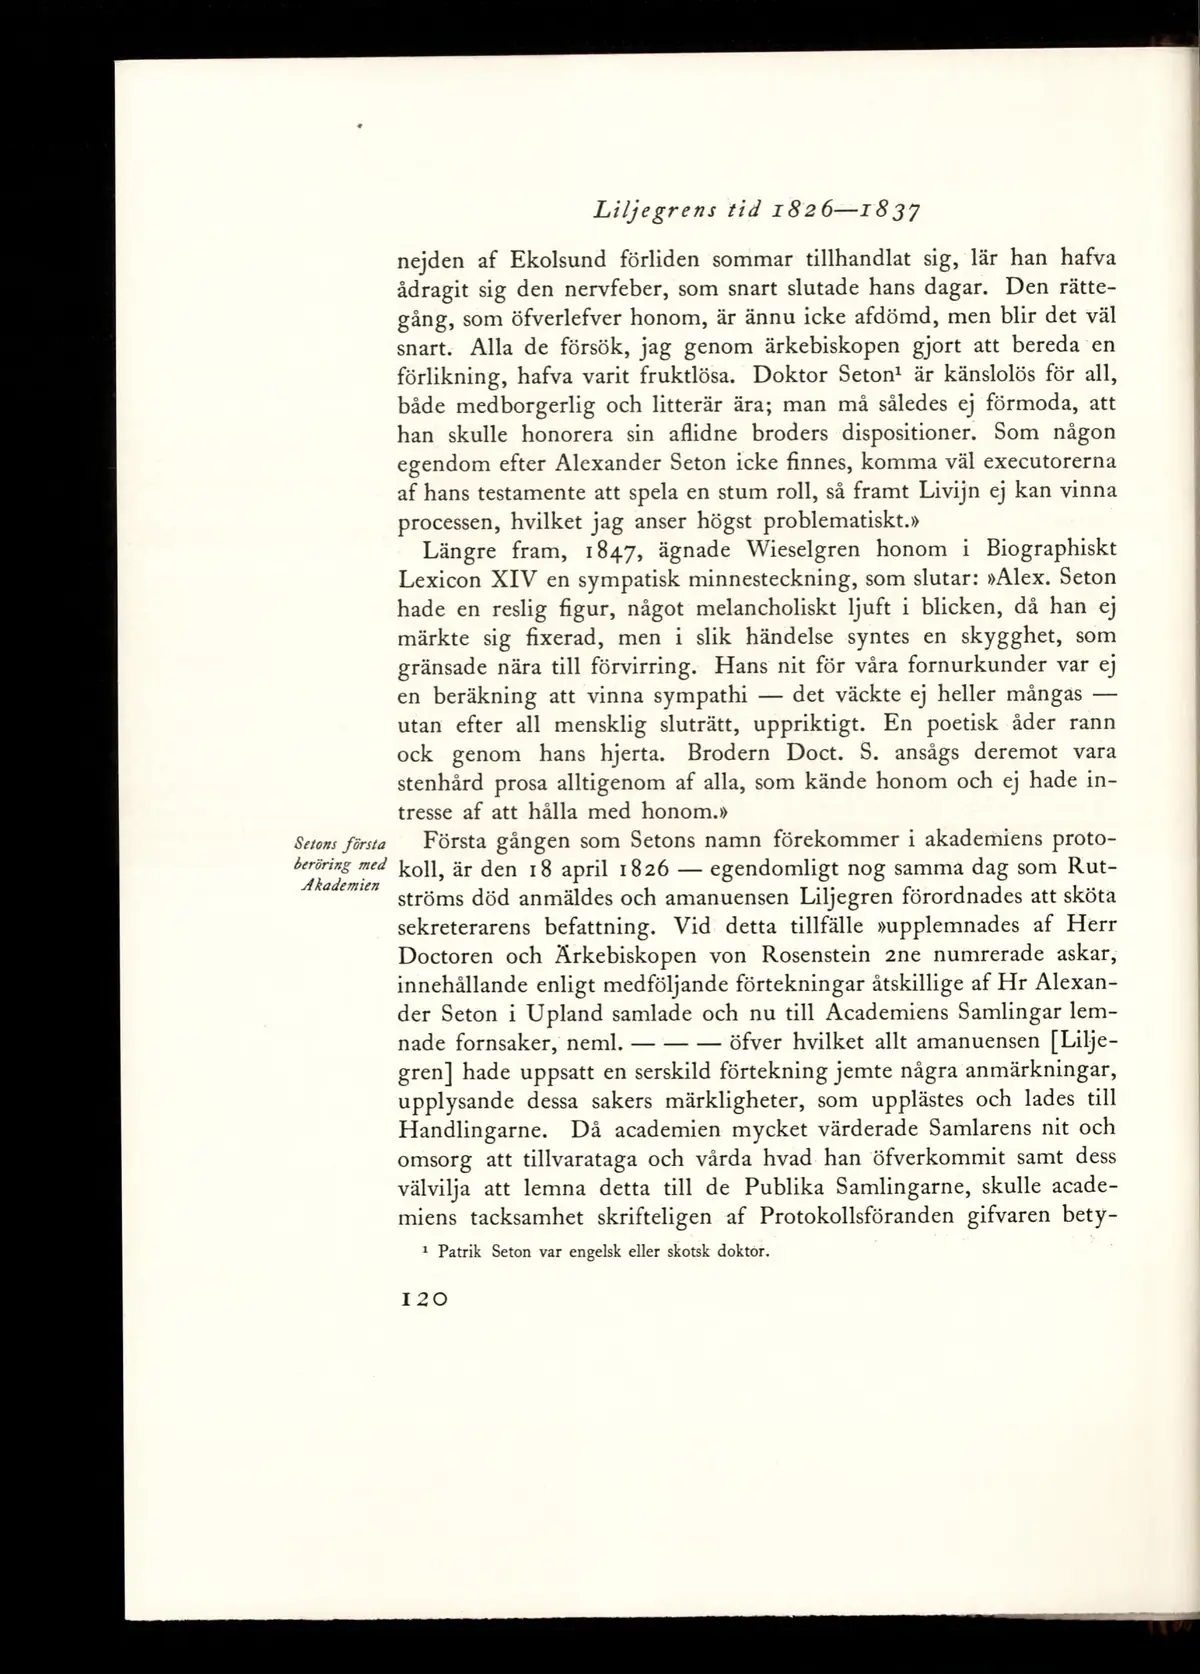 Liljegrens tid 1826—1837
nejden af Ekolsund förliden sommar tillhandlat sig, lär han hafva
ådragit sig den nervfeber, som snart slutade hans dagar. Den rätte-
gång, som öfverlefver honom, är ännu icke afdömd, men blir det väl
snart. Alla de försök, jag genom ärkebiskopen gjort att bereda en
förlikning, hafva varit fruktlösa. Doktor Seton¹ är känslolös för all,
både medborgerlig och litterär ära; man må således ej förmoda, att
han skulle honorera sin aflidne broders dispositioner. Som någon
egendom efter Alexander Seton icke finnes, komma väl executorerna
af hans testamente att spela en stum roll, så framt Livijn ej kan vinna
processen, hvilket jag anser högst problematiskt.»
Längre fram, 1847, ägnade Wieselgren honom i Biographiskt
Lexicon XIV en sympatisk minnesteckning, som slutar: »Alex. Seton
hade en reslig figur, något melancholiskt ljuft i blicken, då han ej
märkte sig fixerad, men i slik händelse syntes en skygghet, som
gränsade nära till förvirring. Hans nit för våra fornurkunder var ej
en beräkning att vinna sympathi — det väckte ej heller mångas —
utan efter all mensklig sluträtt, uppriktigt. En poetisk åder rann
ock genom hans hjerta. Brodern Doct. S. ansågs deremot vara
stenhård prosa alltigenom af alla, som kände honom och ej hade in-
tresse af att hålla med honom.»
Setons första
beröring med
Akademien
Första gången som Setons namn förekommer i akademiens proto-
koll, är den 18 april 1826 — egendomligt nog samma dag som Rut-
ströms död anmäldes och amanuensen Liljegren förordnades att sköta
sekreterarens befattning. Vid detta tillfälle »upplemnades af Herr
Doctoren och Ärkebiskopen von Rosenstein 2ne numrerade askar,
innehållande enligt medföljande förtekningar åtskillige af Hr Alexan-
der Seton i Upland samlade och nu till Academiens Samlingar lem-
nade fornsaker, neml. — — — öfver hvilket allt amanuensen [Lilje-
gren] hade uppsatt en serskild förtekning jemte några anmärkningar,
upplysande dessa sakers märkligheter, som upplästes och lades till
Handlingarne. Då academien mycket värderade Samlarens nit och
omsorg att tillvarataga och vårda hvad han öfverkommit samt dess
välvilja att lemna detta till de Publika Samlingarne, skulle acade-
miens tacksamhet skrifteligen af Protokollsföranden gifvaren bety-
¹ Patrik Seton var engelsk eller skotsk doktor.
120